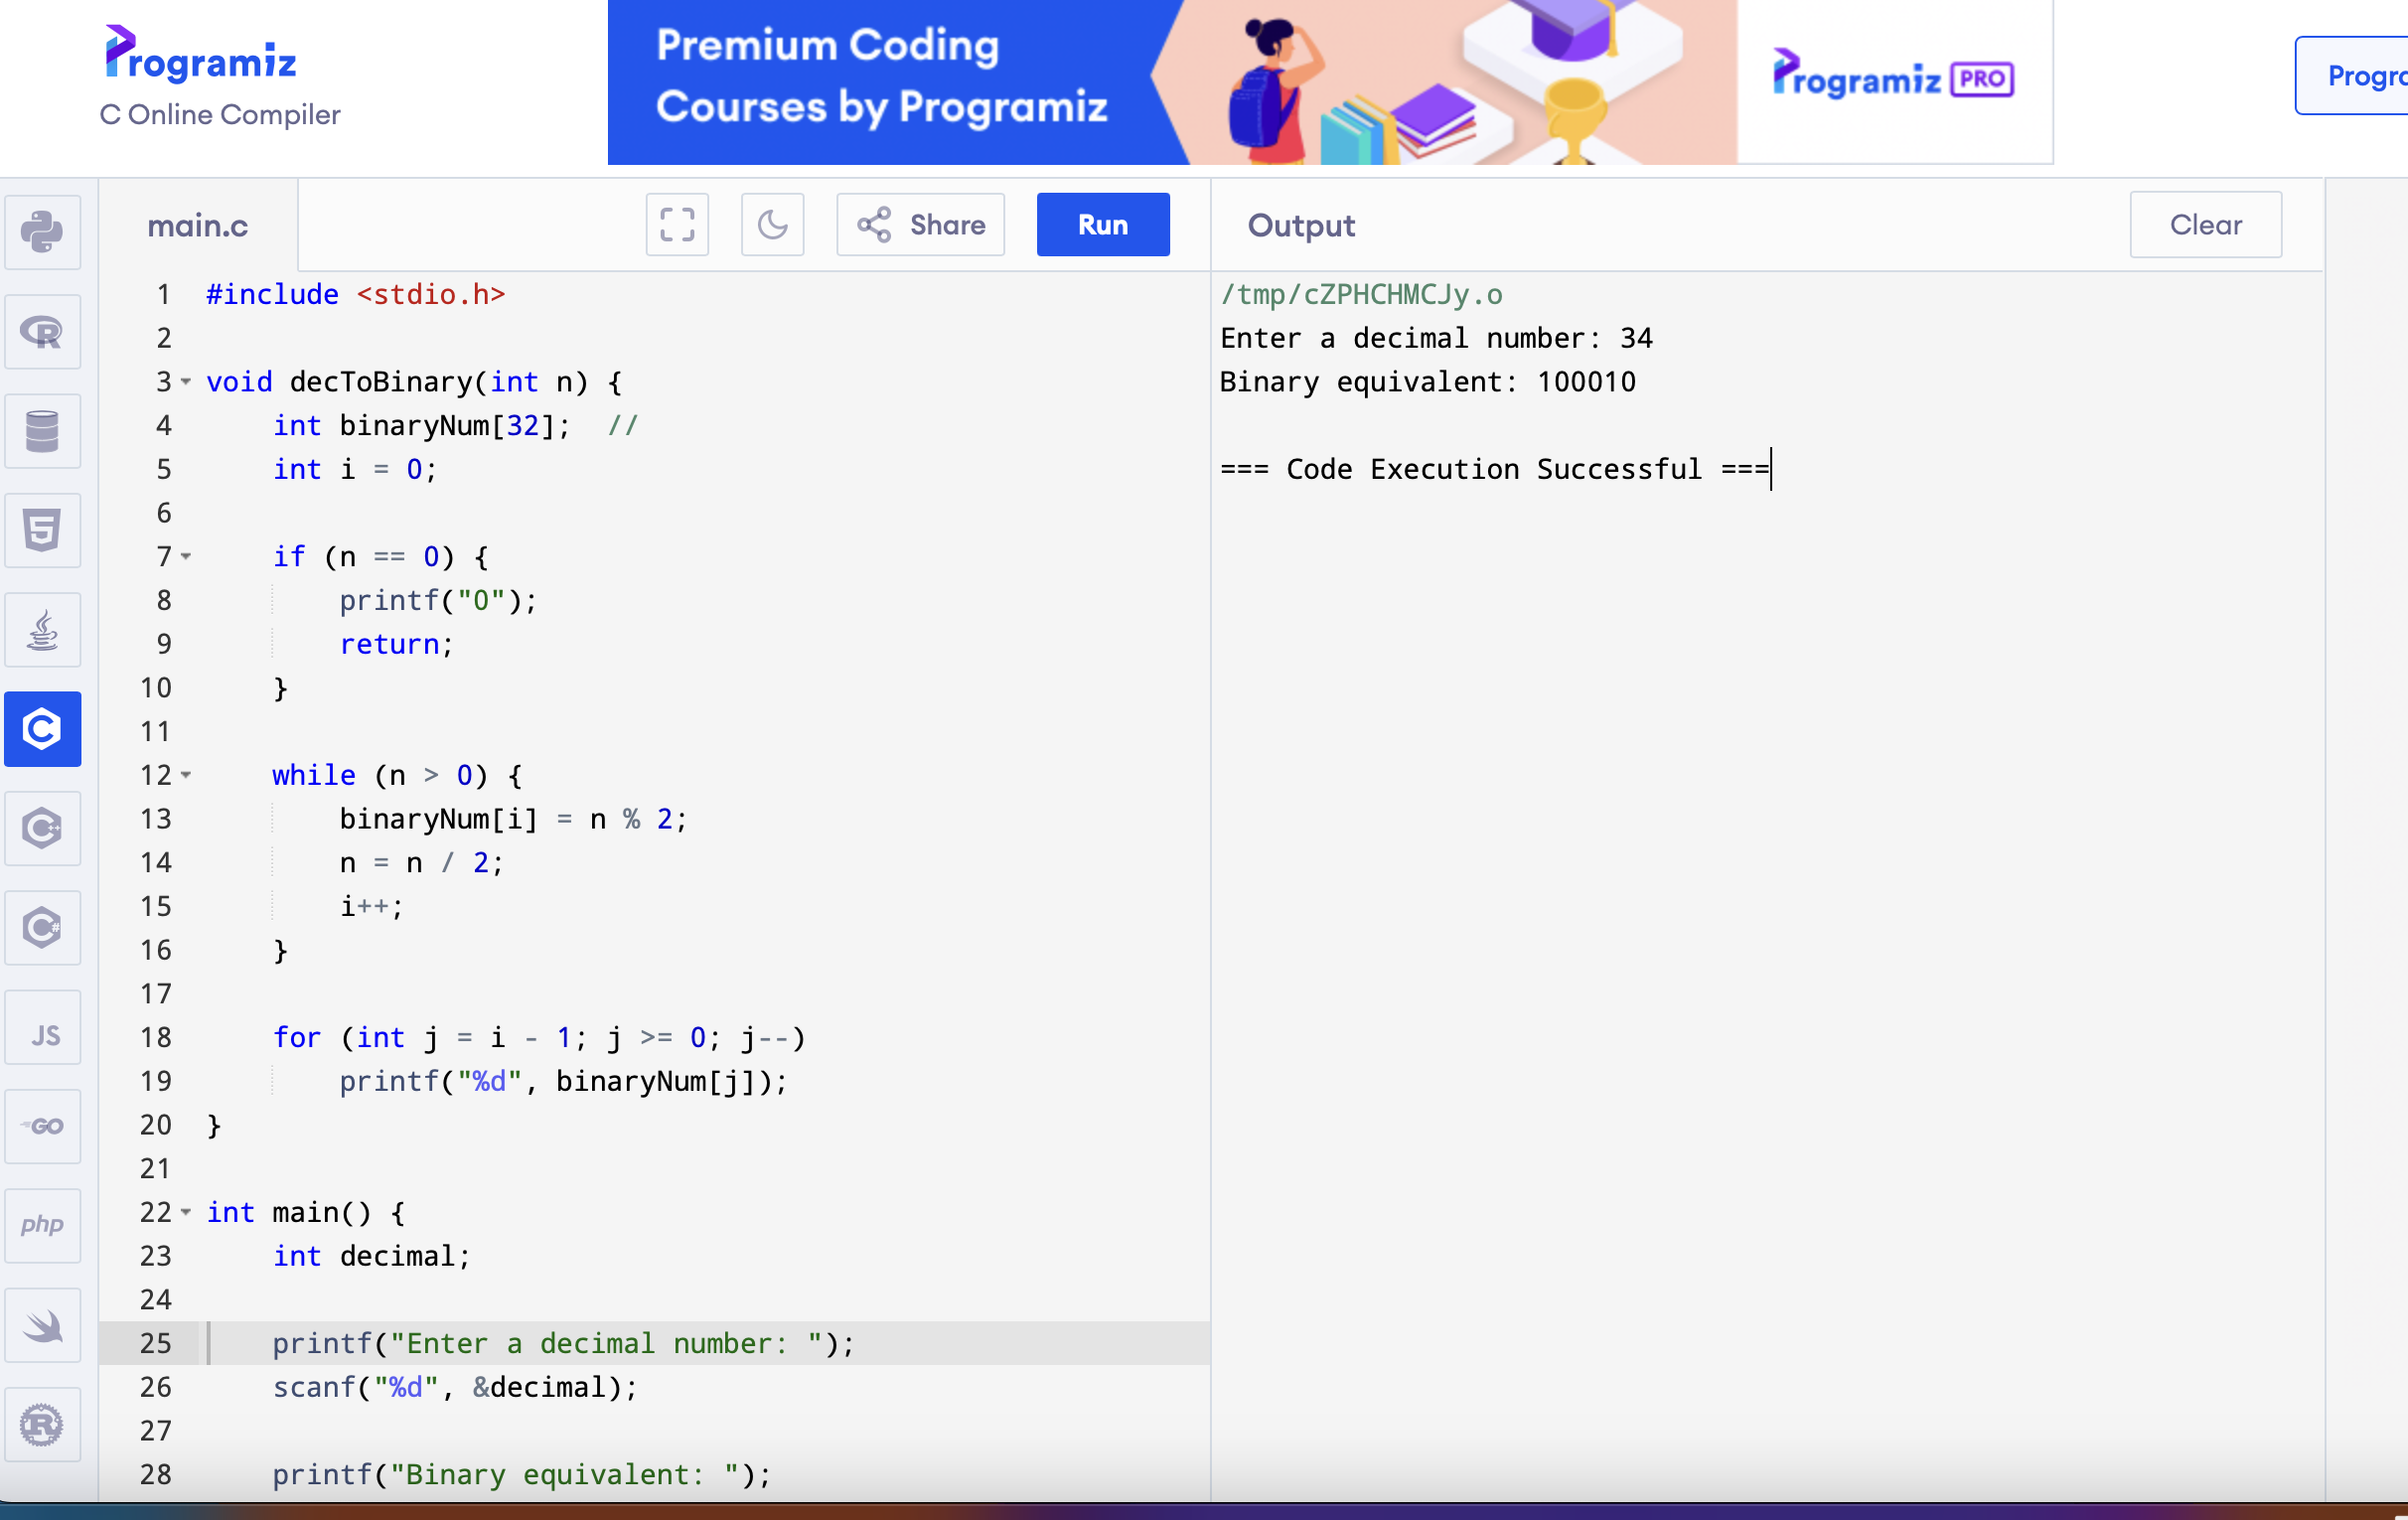 Programiz
C Online Compiler
Premium Coding
Courses by Programiz
Programiz PRO
Progra
main.c
Share
Run
Output
Clear
1 #include <stdio.h>
2
3 void decToBinary(int n) {
4     int binaryNum[32];  //
5     int i = 0;
6
7     if (n == 0) {
8         printf("0");
9         return;
10     }
11
12     while (n > 0) {
13         binaryNum[i] = n % 2;
14         n = n / 2;
15         i++;
16     }
17
18     for (int j = i - 1; j >= 0; j--)
19         printf("%d", binaryNum[j]);
20 }
21
22 int main() {
23     int decimal;
24
25     printf("Enter a decimal number: ");
26     scanf("%d", &decimal);
27
28     printf("Binary equivalent: ");
/tmp/cZPHCHMCJy.o
Enter a decimal number: 34
Binary equivalent: 100010
=== Code Execution Successful ===
R
5
C
C++
C#
JS
GO
php
R